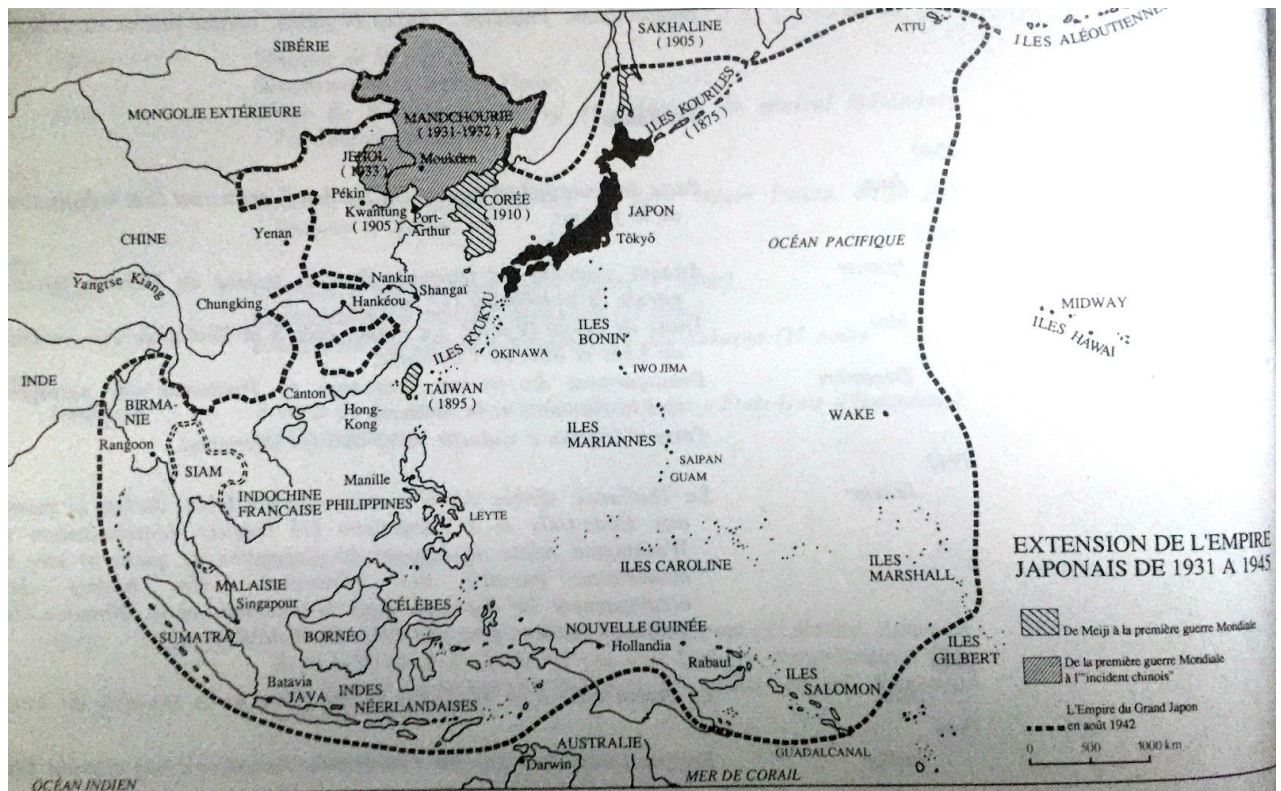 SIBÉRIE
SAKHALINE
( 1905 )
ATTU
ILES ALÉOUTIENNES
MONGOLIE EXTÉRIEURE
MANDCHOURIE
( 1931-1932 )
ILES KOURILES
( 1875 )
JEHOL
( 1933 )
Moukden
Pékin
Kwantung
( 1905 )
Port-
Arthur
CORÉE
( 1910 )
JAPON
Tôkyô
OCÉAN PACIFIQUE
CHINE
Yenan
Yangtse Kiang
Nankin
Shangaï
Chungking
Hankéou
ILES RYUKYU
OKINAWA
ILES
BONIN
IWO JIMA
MIDWAY
ILES HAWAI
INDE
BIRMA-
NIE
Canton
Hong-
Kong
TAIWAN
( 1895 )
WAKE
Rangoon
SIAM
ILES
MARIANNES
SAIPAN
GUAM
INDOCHINE
FRANÇAISE
Manille
PHILIPPINES
LEYTE
ILES CAROLINE
ILES
MARSHALL
MALAISIE
Singapour
CÉLÈBES
SUMATRA
BORNÉO
NOUVELLE GUINÉE
Hollandia
Rabaul
ILES
SALOMON
ILES
GILBERT
Batavia
JAVA
INDES
NÉERLANDAISES
AUSTRALIE
Darwin
GUADALCANAL
MER DE CORAIL
OCÉAN INDIEN
EXTENSION DE L'EMPIRE
JAPONAIS DE 1931 A 1945
De Meiji à la première guerre Mondiale
De la première guerre Mondiale
à l'"incident chinois"
L'Empire du Grand Japon
en août 1942
0 500 1000 km